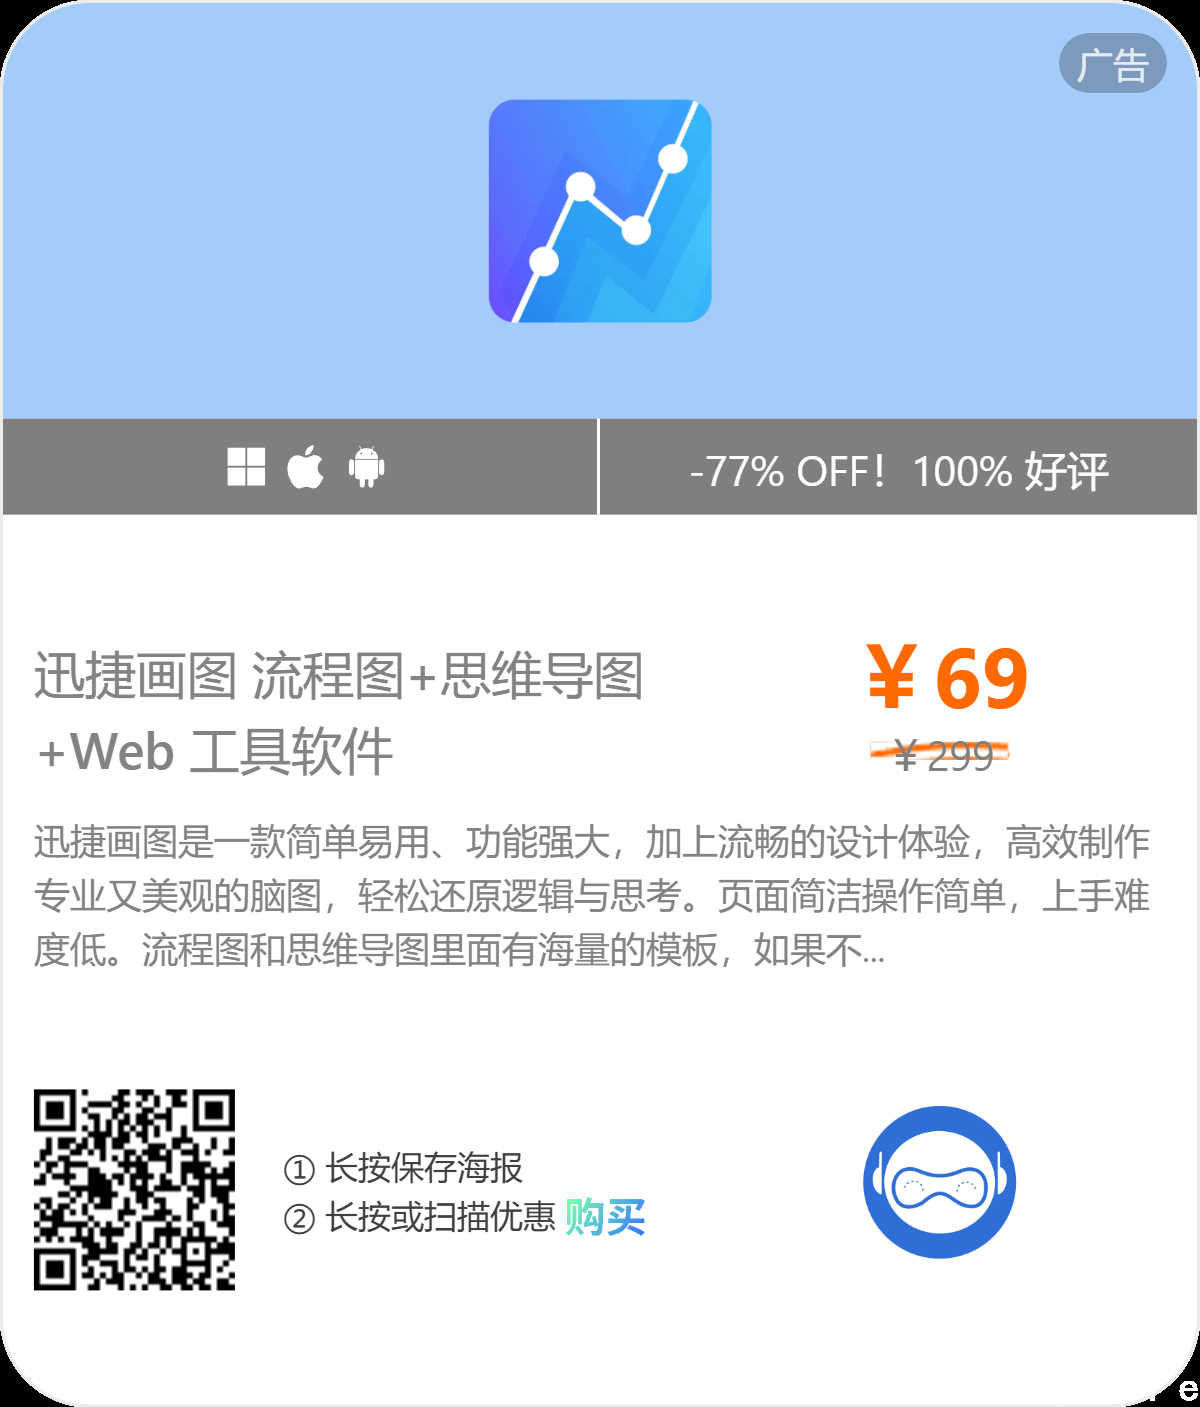 广告
-77% OFF！100% 好评
迅捷画图 流程图+思维导图
+Web 工具软件
￥69
￥299
迅捷画图是一款简单易用、功能强大，加上流畅的设计体验，高效制作
专业又美观的脑图，轻松还原逻辑与思考。页面简洁操作简单，上手难
度低。流程图和思维导图里面有海量的模板，如果不...
① 长按保存海报
② 长按或扫描优惠 购买